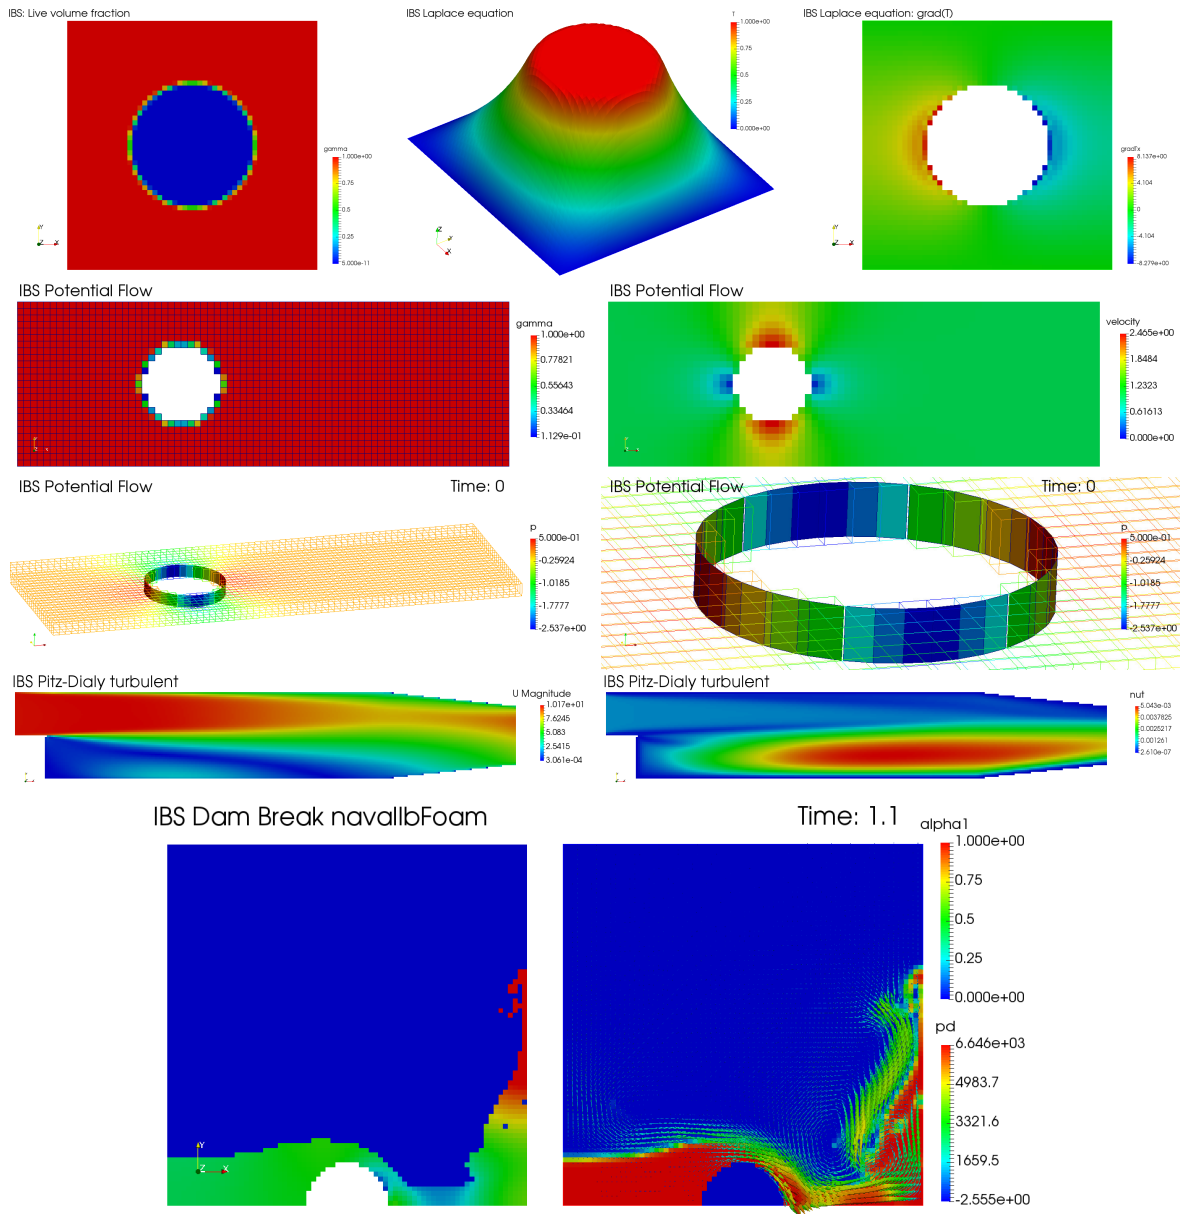 IBS: Live volume fraction
gamma
1.000e+00
0.75
0.5
0.25
5.000e-11
Y
Z X
IBS Laplace equation
T
1.000e+00
0.75
0.5
0.25
0.000e+00
Z
Y
X
IBS Laplace equation: grad(T)
gradTx
8.137e+00
4.104
0
-4.104
-8.279e+00
Y
Z X
IBS Potential Flow
gamma
1.000e+00
0.77821
0.55643
0.33464
1.129e-01
IBS Potential Flow
velocity
2.465e+00
1.8484
1.2323
0.61613
0.000e+00
IBS Potential Flow
Time: 0
p
5.000e-01
-0.25924
-1.0185
-1.7777
-2.537e+00
IBS Potential Flow
Time: 0
p
5.000e-01
-0.25924
-1.0185
-1.7777
-2.537e+00
IBS Pitz-Dialy turbulent
U Magnitude
1.017e+01
7.6245
5.083
2.5415
3.061e-04
IBS Pitz-Dialy turbulent
nut
5.043e-03
0.0037825
0.0025217
0.001261
2.610e-07
IBS Dam Break navalIbFoam
Time: 1.1
alpha1
1.000e+00
0.75
0.5
0.25
0.000e+00
pd
6.646e+03
4983.7
3321.6
1659.5
-2.555e+00
Y
Z X